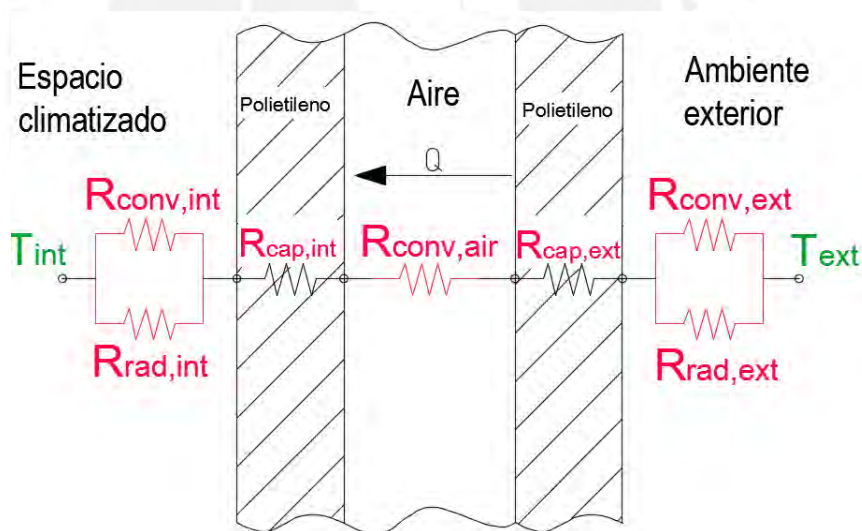 Espacio
climatizado
Polietileno
Aire
Polietileno
Ambiente
exterior
Q
Rconv,int
Rconv,ext
Tint
Rcap,int
Rconv,air
Rcap,ext
Text
Rrad,int
Rrad,ext